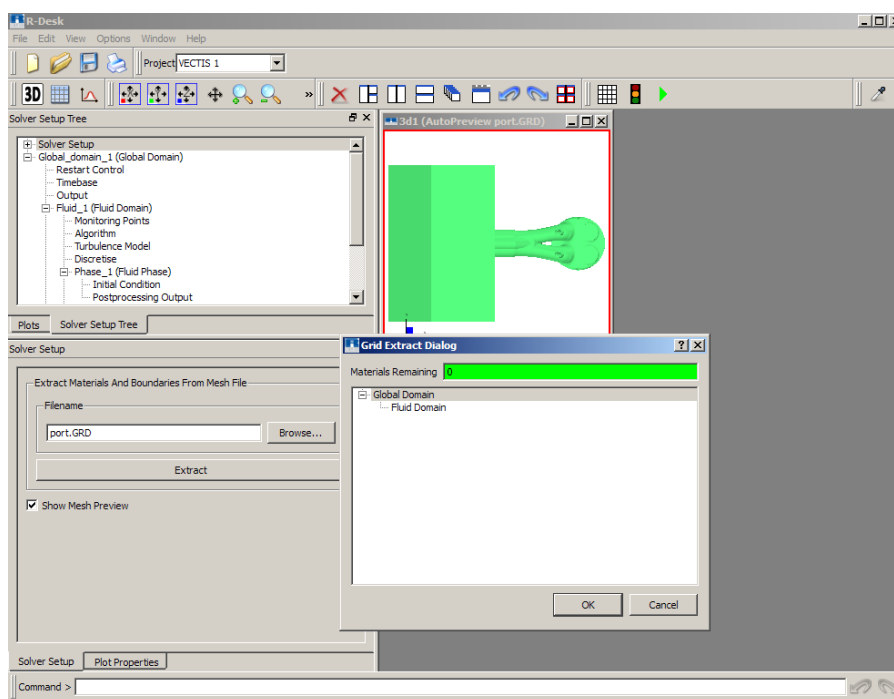 R-Desk
File Edit View Options Window Help
Project VECTIS 1
3D
»
Solver Setup Tree
3d1 (AutoPreview port.GRD)
Solver Setup
Global_domain_1 (Global Domain)
Restart Control
Timebase
Output
Fluid_1 (Fluid Domain)
Monitoring Points
Algorithm
Turbulence Model
Discretise
Phase_1 (Fluid Phase)
Initial Condition
Postprocessing Output
Plots Solver Setup Tree
Solver Setup
Grid Extract Dialog
Materials Remaining 0
Global Domain
Fluid Domain
Extract Materials And Boundaries From Mesh File
Filename
port.GRD Browse...
Extract
Show Mesh Preview
OK Cancel
Solver Setup Plot Properties
Command >